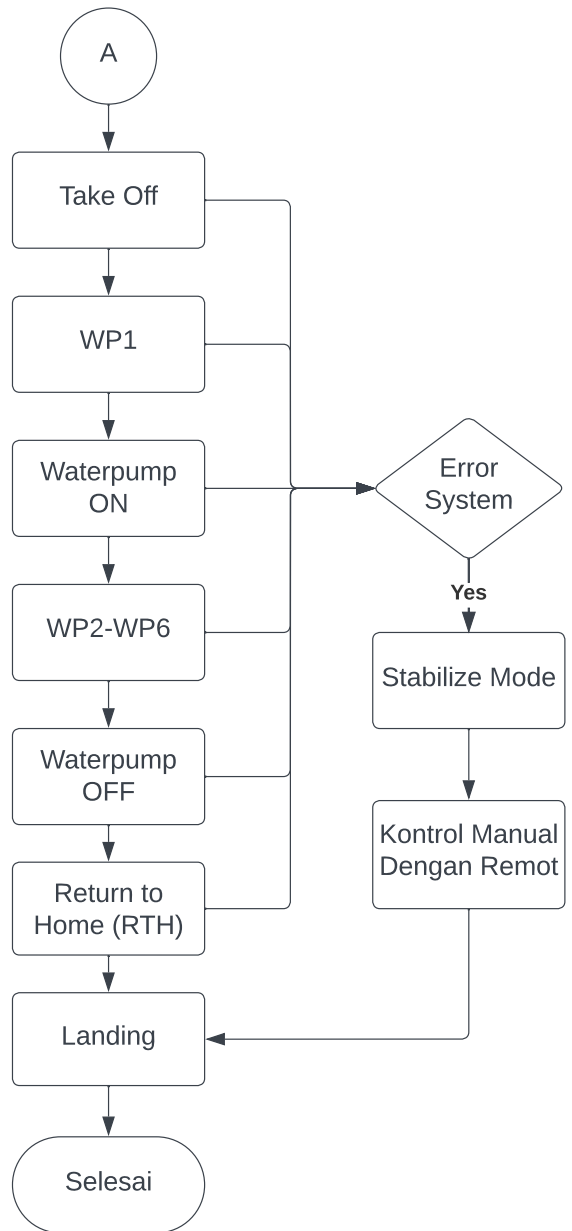 A
Take Off
WP1
Waterpump
ON
WP2-WP6
Waterpump
OFF
Return to
Home (RTH)
Landing
Selesai
Error
System
Yes
Stabilize Mode
Kontrol Manual
Dengan Remot